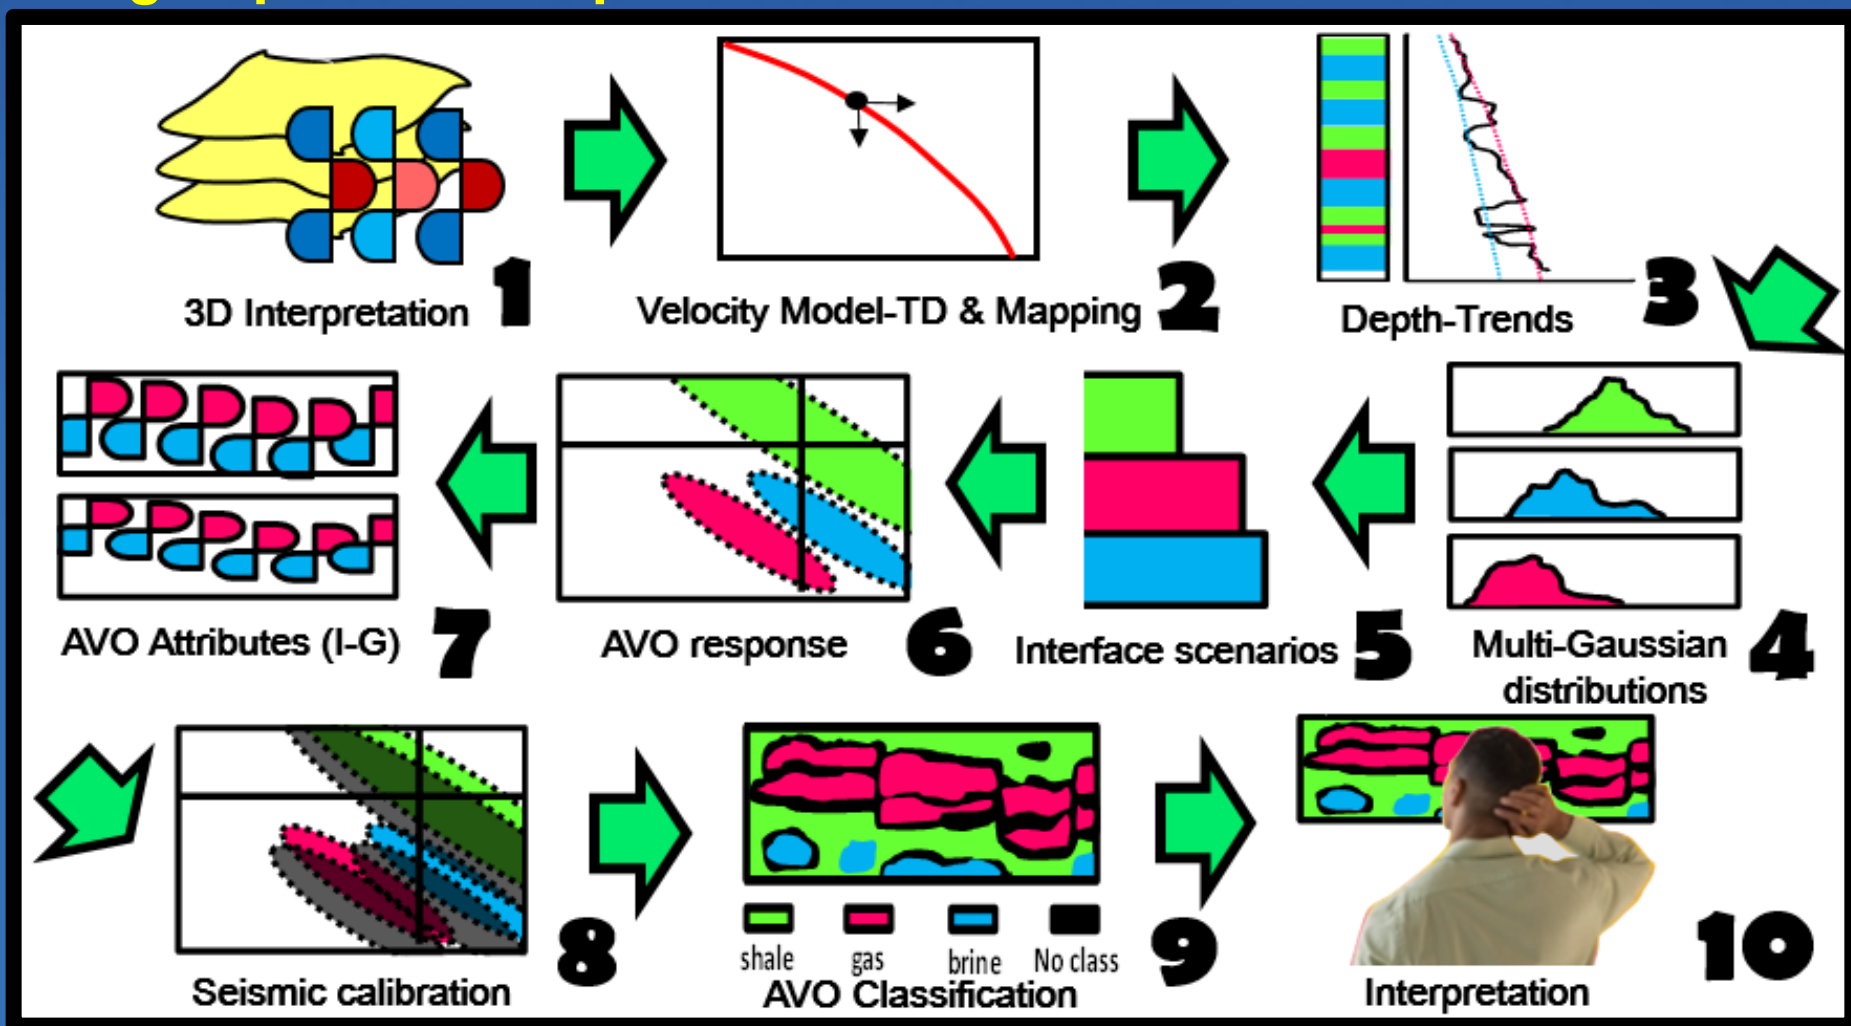 3D Interpretation 1
Velocity Model-TD & Mapping 2
Depth-Trends 3
Multi-Gaussian
distributions 4
Interface scenarios 5
AVO response 6
AVO Attributes (I-G) 7
Seismic calibration 8
shale gas brine No class
AVO Classification 9
Interpretation 10